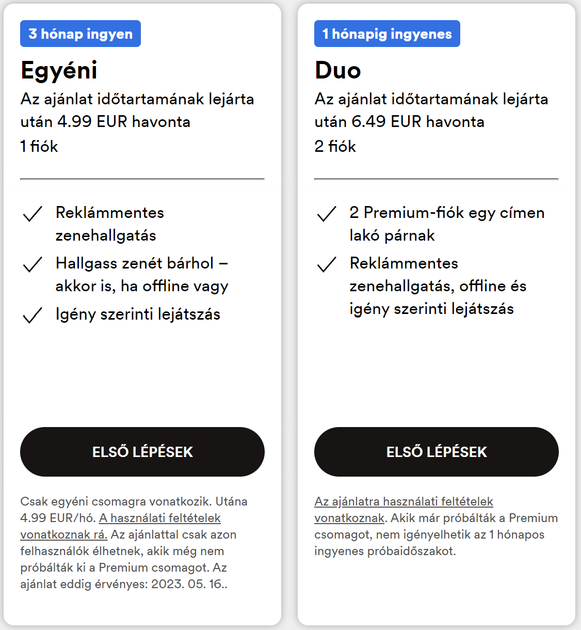 3 hónap ingyen
Egyéni
Az ajánlat időtartamának lejárta
után 4.99 EUR havonta
1 fiók
Reklámmentes
zenehallgatás
Hallgass zenét bárhol –
akkor is, ha offline vagy
Igény szerinti lejátszás
ELSŐ LÉPÉSEK
Csak egyéni csomagra vonatkozik. Utána
4.99 EUR/hó. A használati feltételek
vonatkoznak rá. Az ajánlattal csak azon
felhasználók élhetnek, akik még nem
próbálták ki a Premium csomagot. Az
ajánlat eddig érvényes: 2023. 05. 16..
1 hónapig ingyenes
Duo
Az ajánlat időtartamának lejárta
után 6.49 EUR havonta
2 fiók
2 Premium-fiók egy címen
lakó párnak
Reklámmentes
zenehallgatás, offline és
igény szerinti lejátszás
ELSŐ LÉPÉSEK
Az ajánlatra használati feltételek
vonatkoznak. Akik már próbálták a Premium
csomagot, nem igényelhetik az 1 hónapos
ingyenes próbaidőszakot.